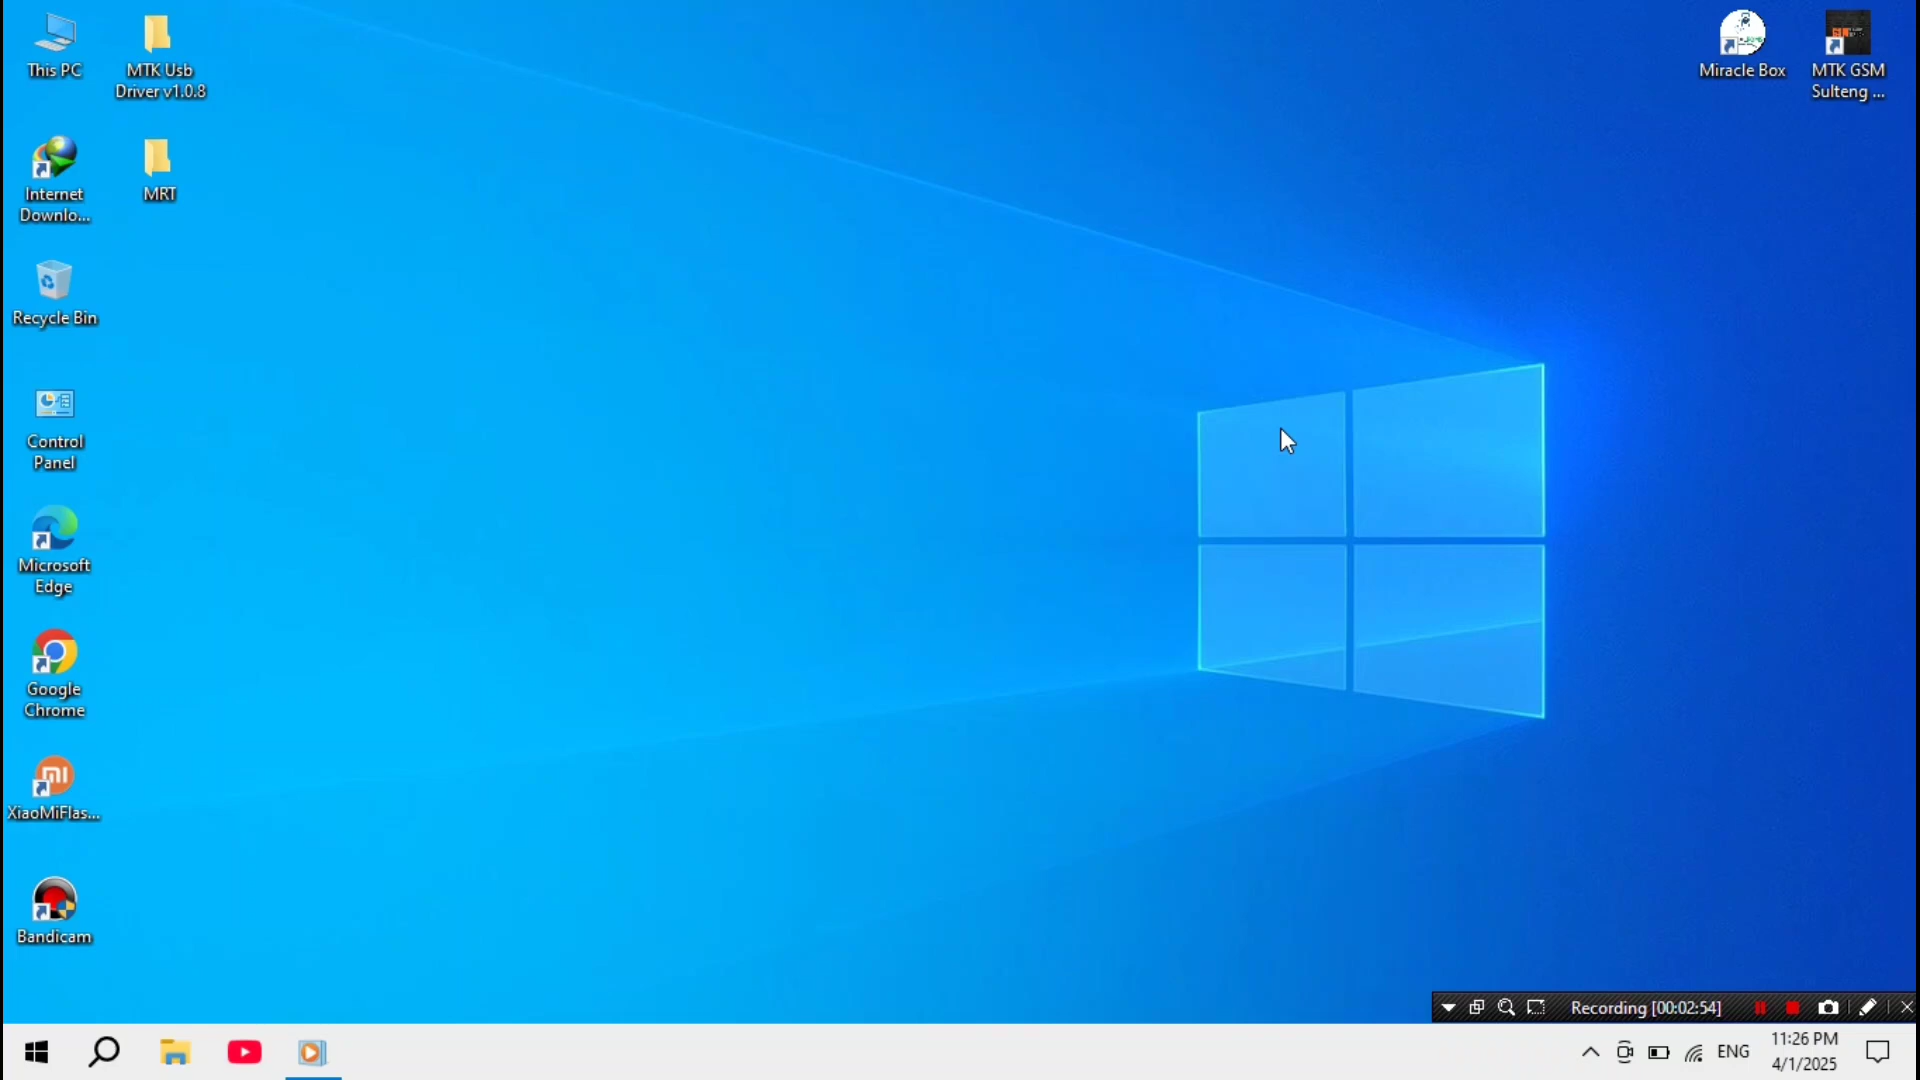 This PC
MTK Usb
Driver v1.0.8
Miracle Box
MTK GSM
Sulteng ...
Internet
Downlo...
MRT
Recycle Bin
Control
Panel
Microsoft
Edge
Google
Chrome
XiaoMiFlas...
Bandicam
Recording [00:02:54]
ENG
11:26 PM
4/1/2025